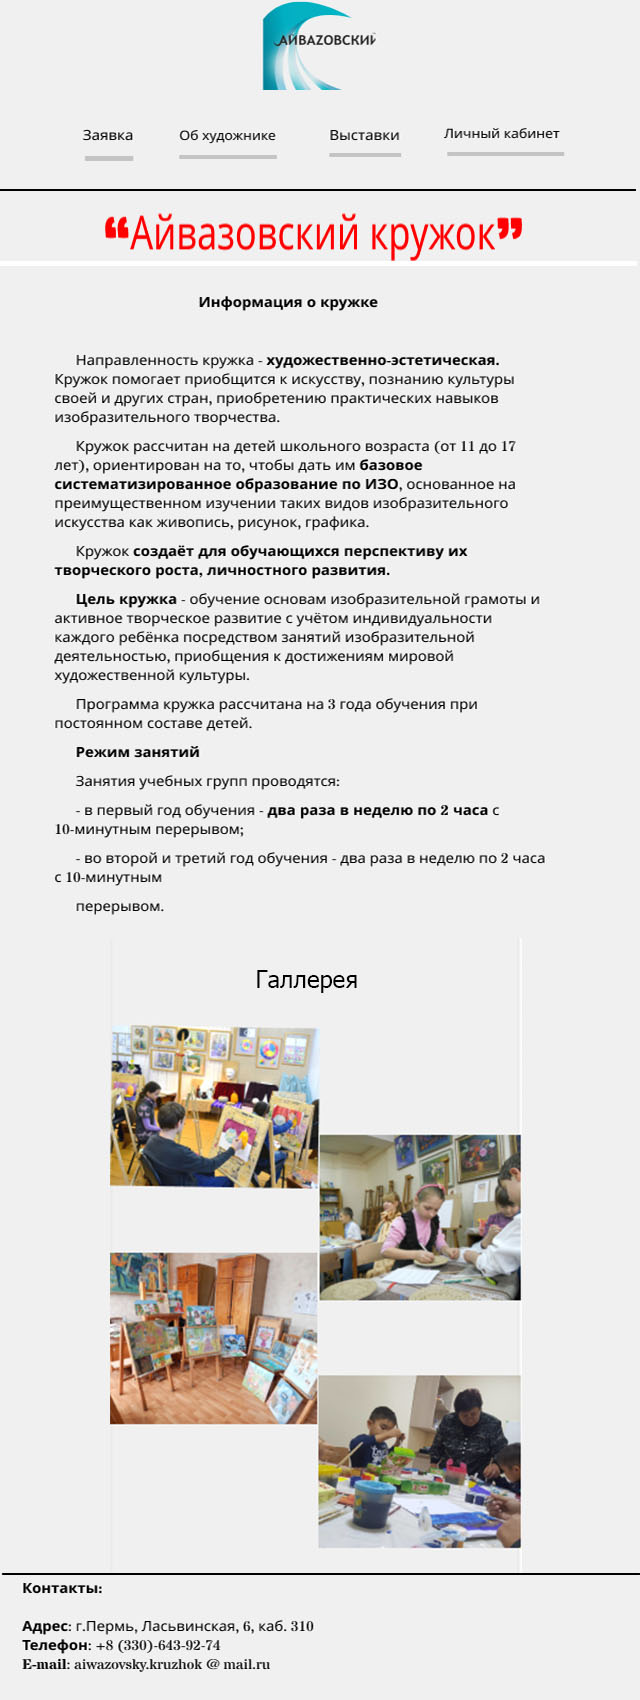 АЙВАZОВСКИЙ
Заявка Об художнике Выставки Личный кабинет
❝Айвазовский кружок❞
Информация о кружке
Направленность кружка - художественно-эстетическая.
Кружок помогает приобщится к искусству, познанию культуры
своей и других стран, приобретению практических навыков
изобразительного творчества.
Кружок рассчитан на детей школьного возраста (от 11 до 17
лет), ориентирован на то, чтобы дать им базовое
систематизированное образование по ИЗО, основанное на
преимущественном изучении таких видов изобразительного
искусства как живопись, рисунок, графика.
Кружок создаёт для обучающихся перспективу их
творческого роста, личностного развития.
Цель кружка - обучение основам изобразительной грамоты и
активное творческое развитие с учётом индивидуальности
каждого ребёнка посредством занятий изобразительной
деятельностью, приобщения к достижениям мировой
художественной культуры.
Программа кружка рассчитана на 3 года обучения при
постоянном составе детей.
Режим занятий
Занятия учебных групп проводятся:
- в первый год обучения - два раза в неделю по 2 часа с
10-минутным перерывом;
- во второй и третий год обучения - два раза в неделю по 2 часа
с 10-минутным
перерывом.
Галлерея
Контакты:
Адрес: г.Пермь, Ласьвинская, 6, каб. 310
Телефон: +8 (330)-643-92-74
E-mail: aiwazovsky.kruzhok @ mail.ru